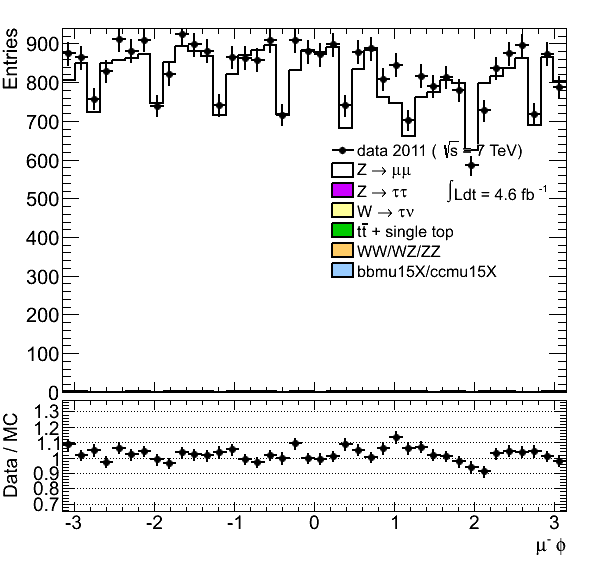 Entries
900
800
700
600
500
400
300
200
100
0
data 2011 ( √s = 7 TeV)
Z → μμ
Z → ττ
W → τν
tt̄ + single top
WW/WZ/ZZ
bbmu15X/ccmu15X
∫Ldt = 4.6 fb⁻¹
Data / MC
1.3
1.2
1.1
1
0.9
0.8
0.7
-3 -2 -1 0 1 2 3
μ⁻ ϕ